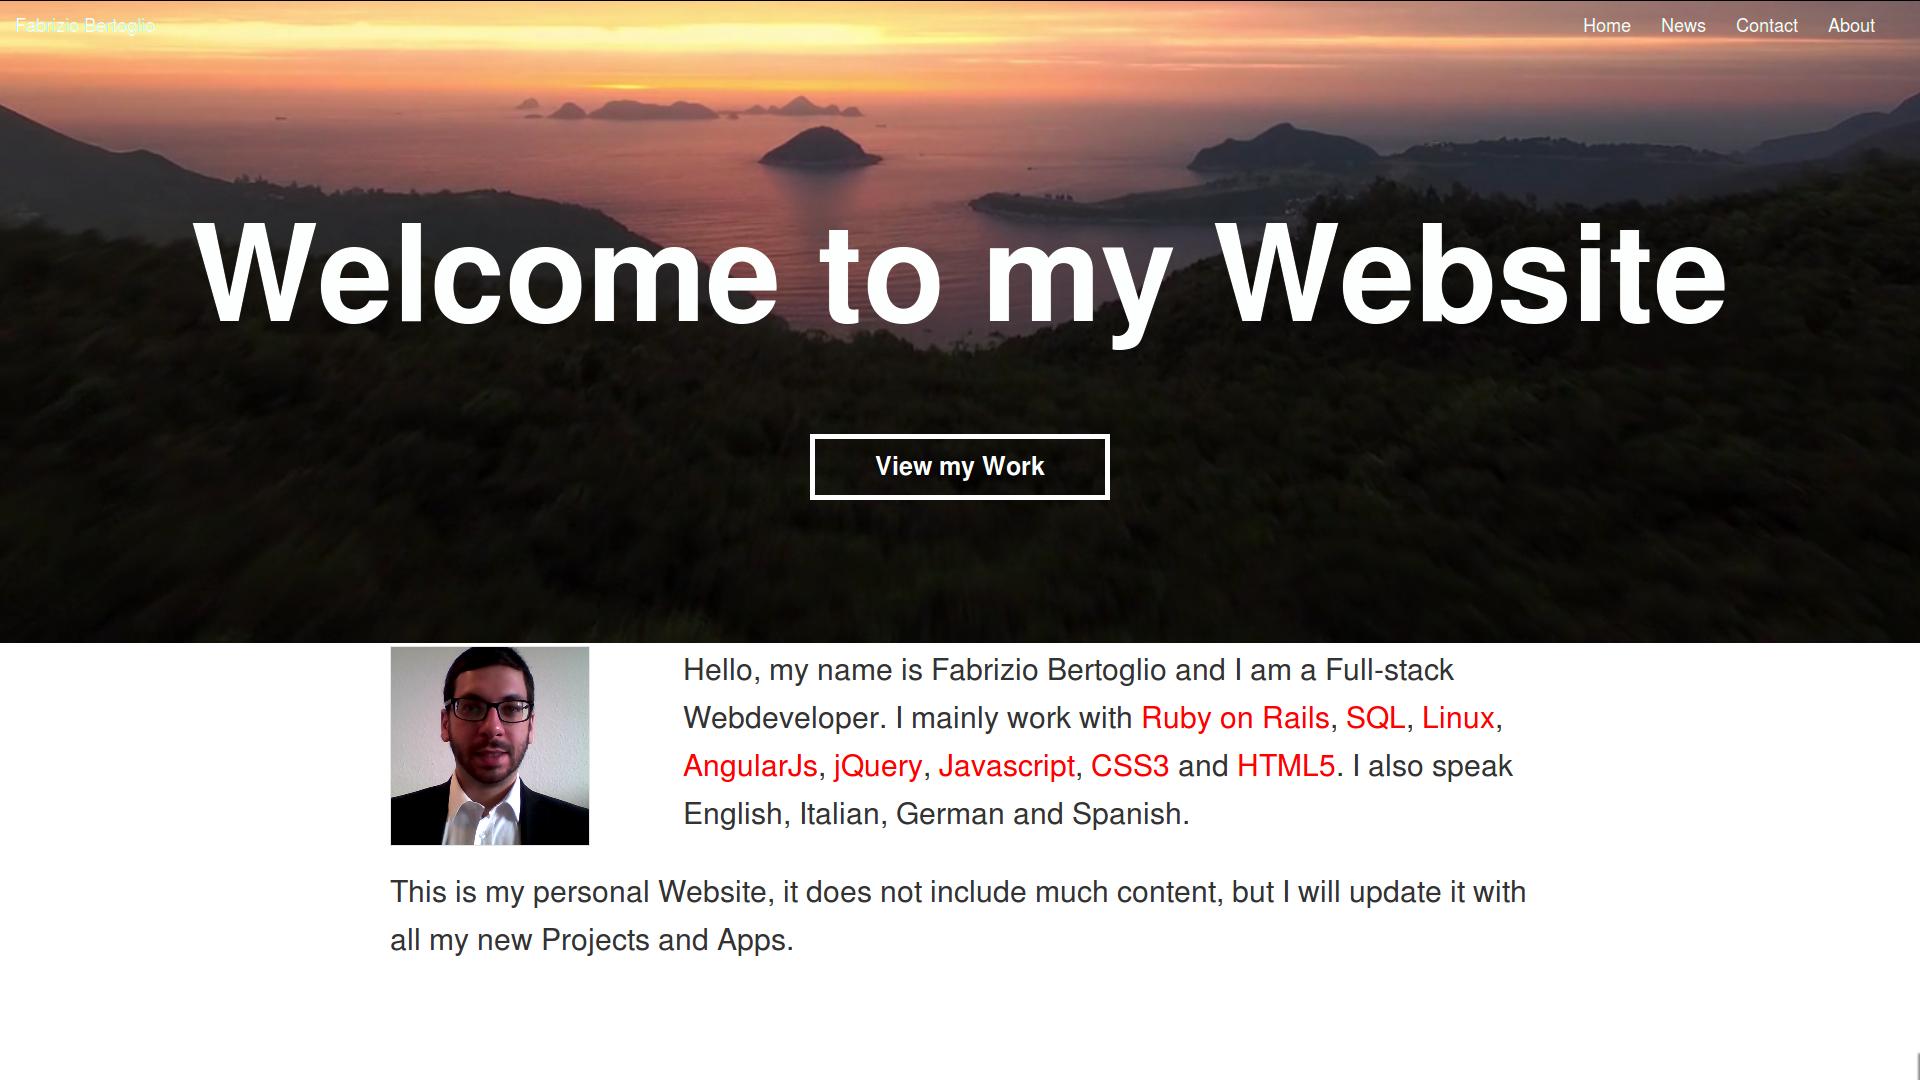 Fabrizio Bertoglio
Home News Contact About
Welcome to my Website
View my Work
Hello, my name is Fabrizio Bertoglio and I am a Full-stack
Webdeveloper. I mainly work with Ruby on Rails, SQL, Linux,
AngularJs, jQuery, Javascript, CSS3 and HTML5. I also speak
English, Italian, German and Spanish.
This is my personal Website, it does not include much content, but I will update it with
all my new Projects and Apps.